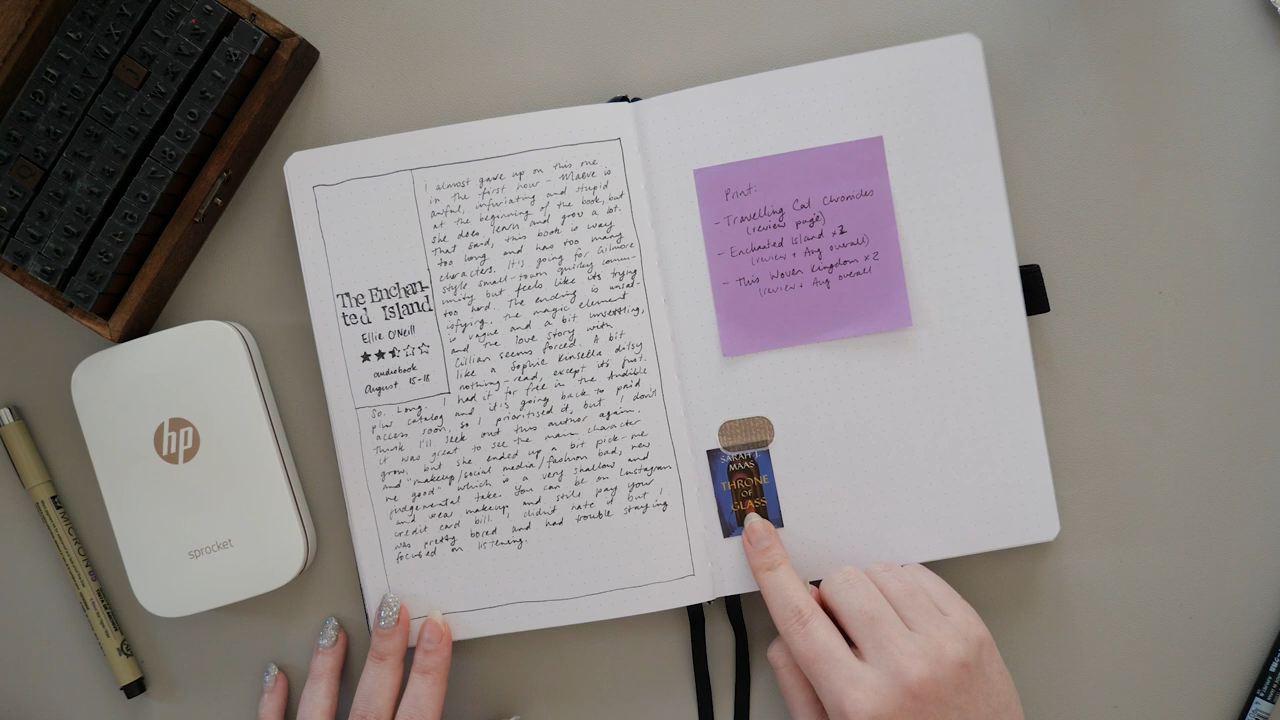 The Enchan-
ted Island
Ellie O'Neill
audiobook
August 15-18
I almost gave up on this one
in the first hour - Maeve is
awful, infuriating and stupid
at the beginning of the book, but
she does learn and grow a lot.
That said, this book is way
too long and has too many
characters. It's going for Gilmore
style small-town quirky commu-
nity but feels like its trying
too hard. The ending is unsat-
isfying, the magic element
is vague and a bit unsettling,
and the love story with
Cillian seems forced. A bit
like a Sophie Kinsella ditsy
nothing-read, except it's just.
So. Long. I had it for free in the Audible
plus catalog and, it's going back to paid
access soon, so I prioritised it, but I don't
think I'll seek out this author again.
It was great to see the main character
grow, but she ended up a bit pick-me
and "makeup/social media/fashion bad, new
me good" which is a very shallow and
judgemental take. You can be on Instagram
and wear makeup and still pay your
credit card bill. I didn't hate it but I
was pretty bored and had trouble staying
focused on listening.
Print:
- Travelling Cat Chronicles
(review page)
- Enchanted Island x2
(review + Aug overall)
- This Woven Kingdom x2
(review + Aug overall)
SARAH J.
MAAS
THRONE
OF
GLASS
hp
sprocket
MICRON